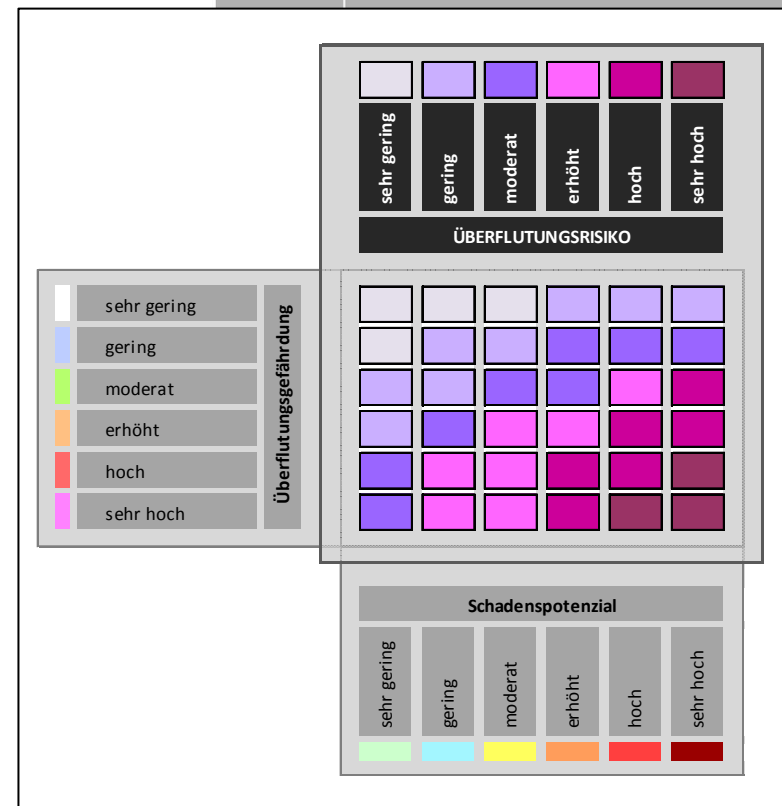 sehr gering
gering
moderat
erhöht
hoch
sehr hoch
ÜBERFLUTUNGSRISIKO
sehr gering
gering
moderat
erhöht
hoch
sehr hoch
Überflutungsgefährdung
Schadenspotenzial
sehr gering
gering
moderat
erhöht
hoch
sehr hoch